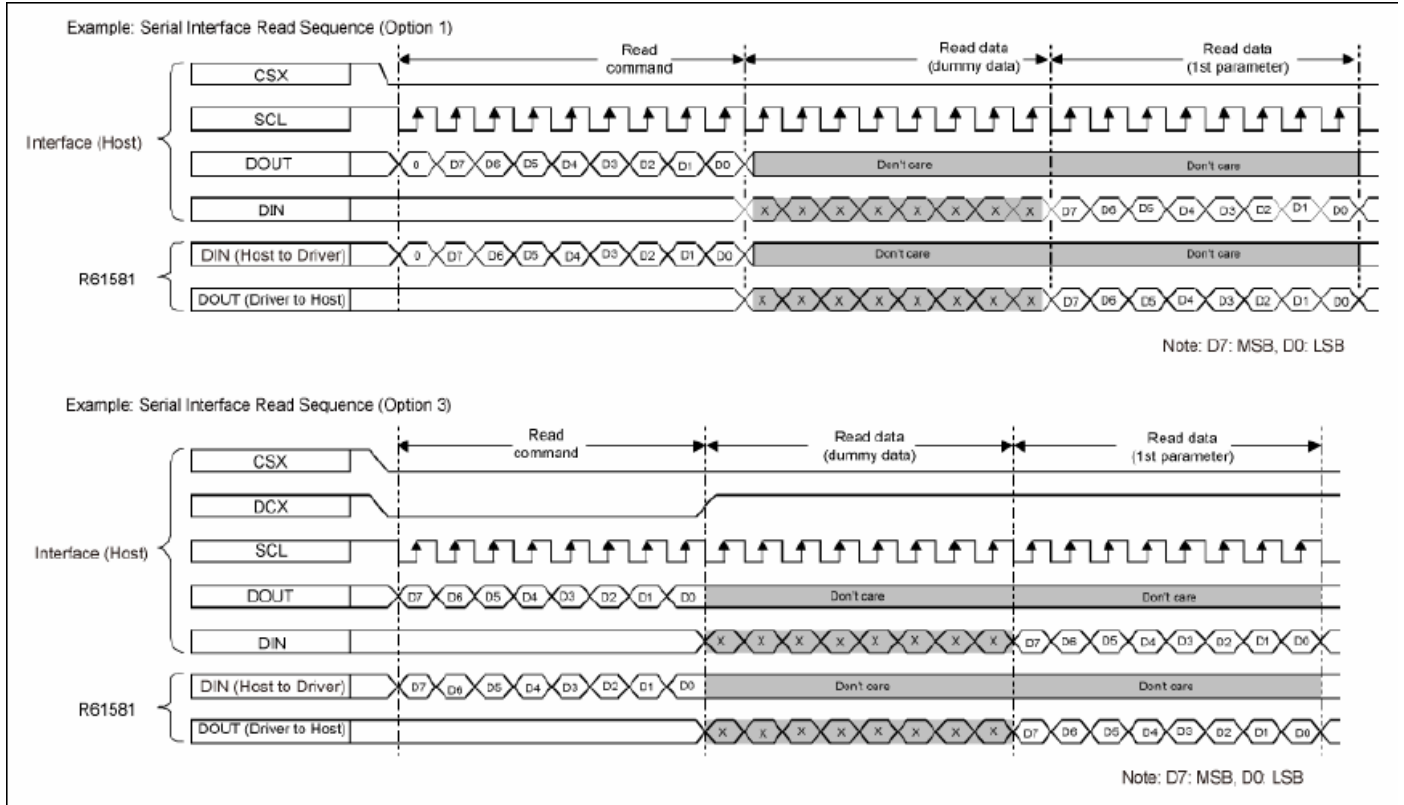 Example: Serial Interface Read Sequence (Option 1)
Read command
Read data (dummy data)
Read data (1st parameter)
CSX
SCL
Interface (Host)
DOUT 0 D7 D6 D5 D4 D3 D2 D1 D0 Don't care Don't care
DIN X X X X X X X X D7 D6 D5 D4 D3 D2 D1 D0
DIN (Host to Driver) 0 D7 D6 D5 D4 D3 D2 D1 D0 Don't care Don't care
R61581
DOUT (Driver to Host) X X X X X X X X D7 D6 D5 D4 D3 D2 D1 D0
Note: D7: MSB, D0: LSB
Example: Serial Interface Read Sequence (Option 3)
Read command
Read data (dummy data)
Read data (1st parameter)
CSX
DCX
Interface (Host)
SCL
DOUT D7 D6 D5 D4 D3 D2 D1 D0 Don't care Don't care
DIN X X X X X X X X D7 D6 D5 D4 D3 D2 D1 D0
DIN (Host to Driver) D7 D6 D5 D4 D3 D2 D1 D0 Don't care Don't care
R61581
DOUT (Driver to Host) X X X X X X X X D7 D6 D5 D4 D3 D2 D1 D0
Note: D7: MSB, D0: LSB